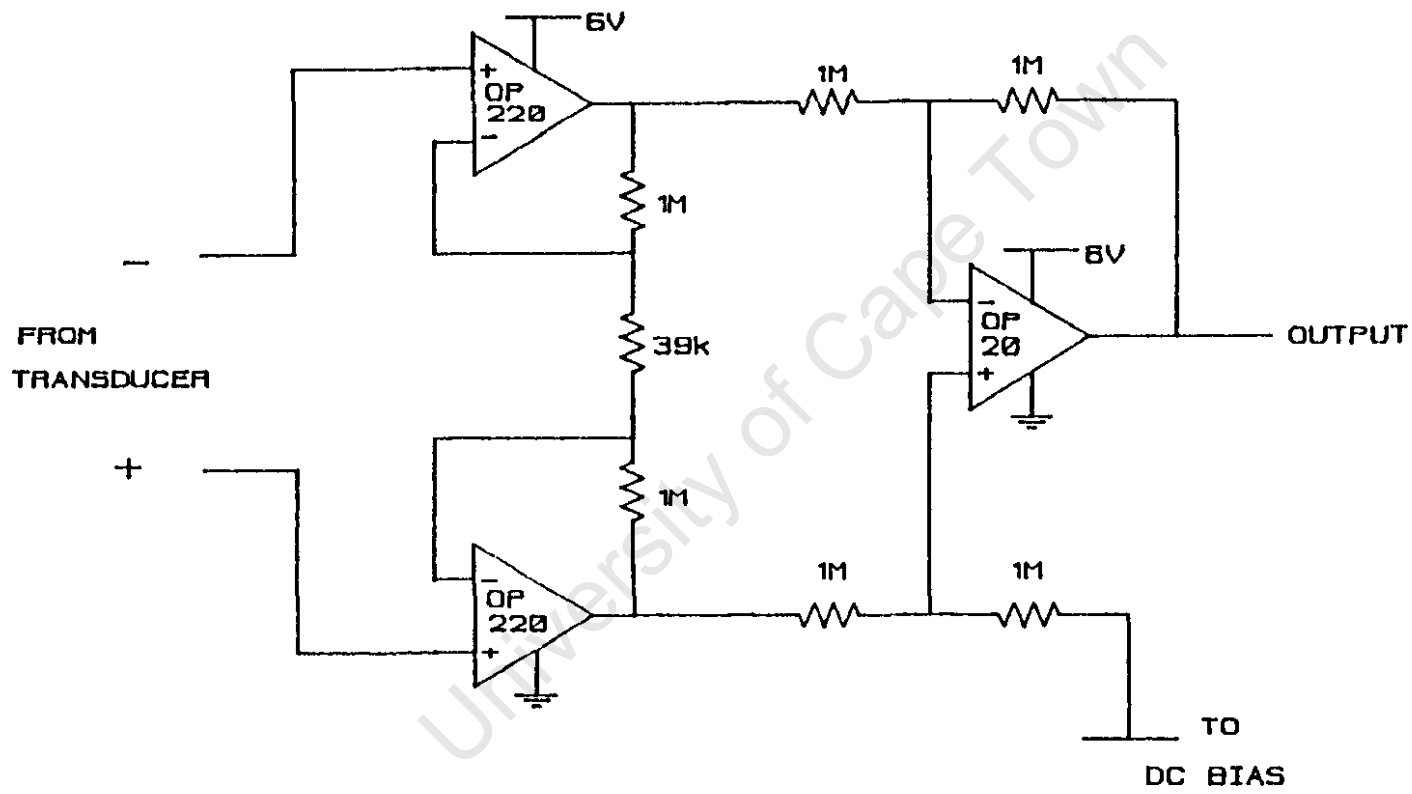 6V
+
OP
220
-
1M
1M
1M
-
39k
6V
-
OP
20
+
OUTPUT
FROM
TRANSDUCER
+
1M
-
OP
220
+
1M
1M
TO
DC BIAS
University of Cape Town